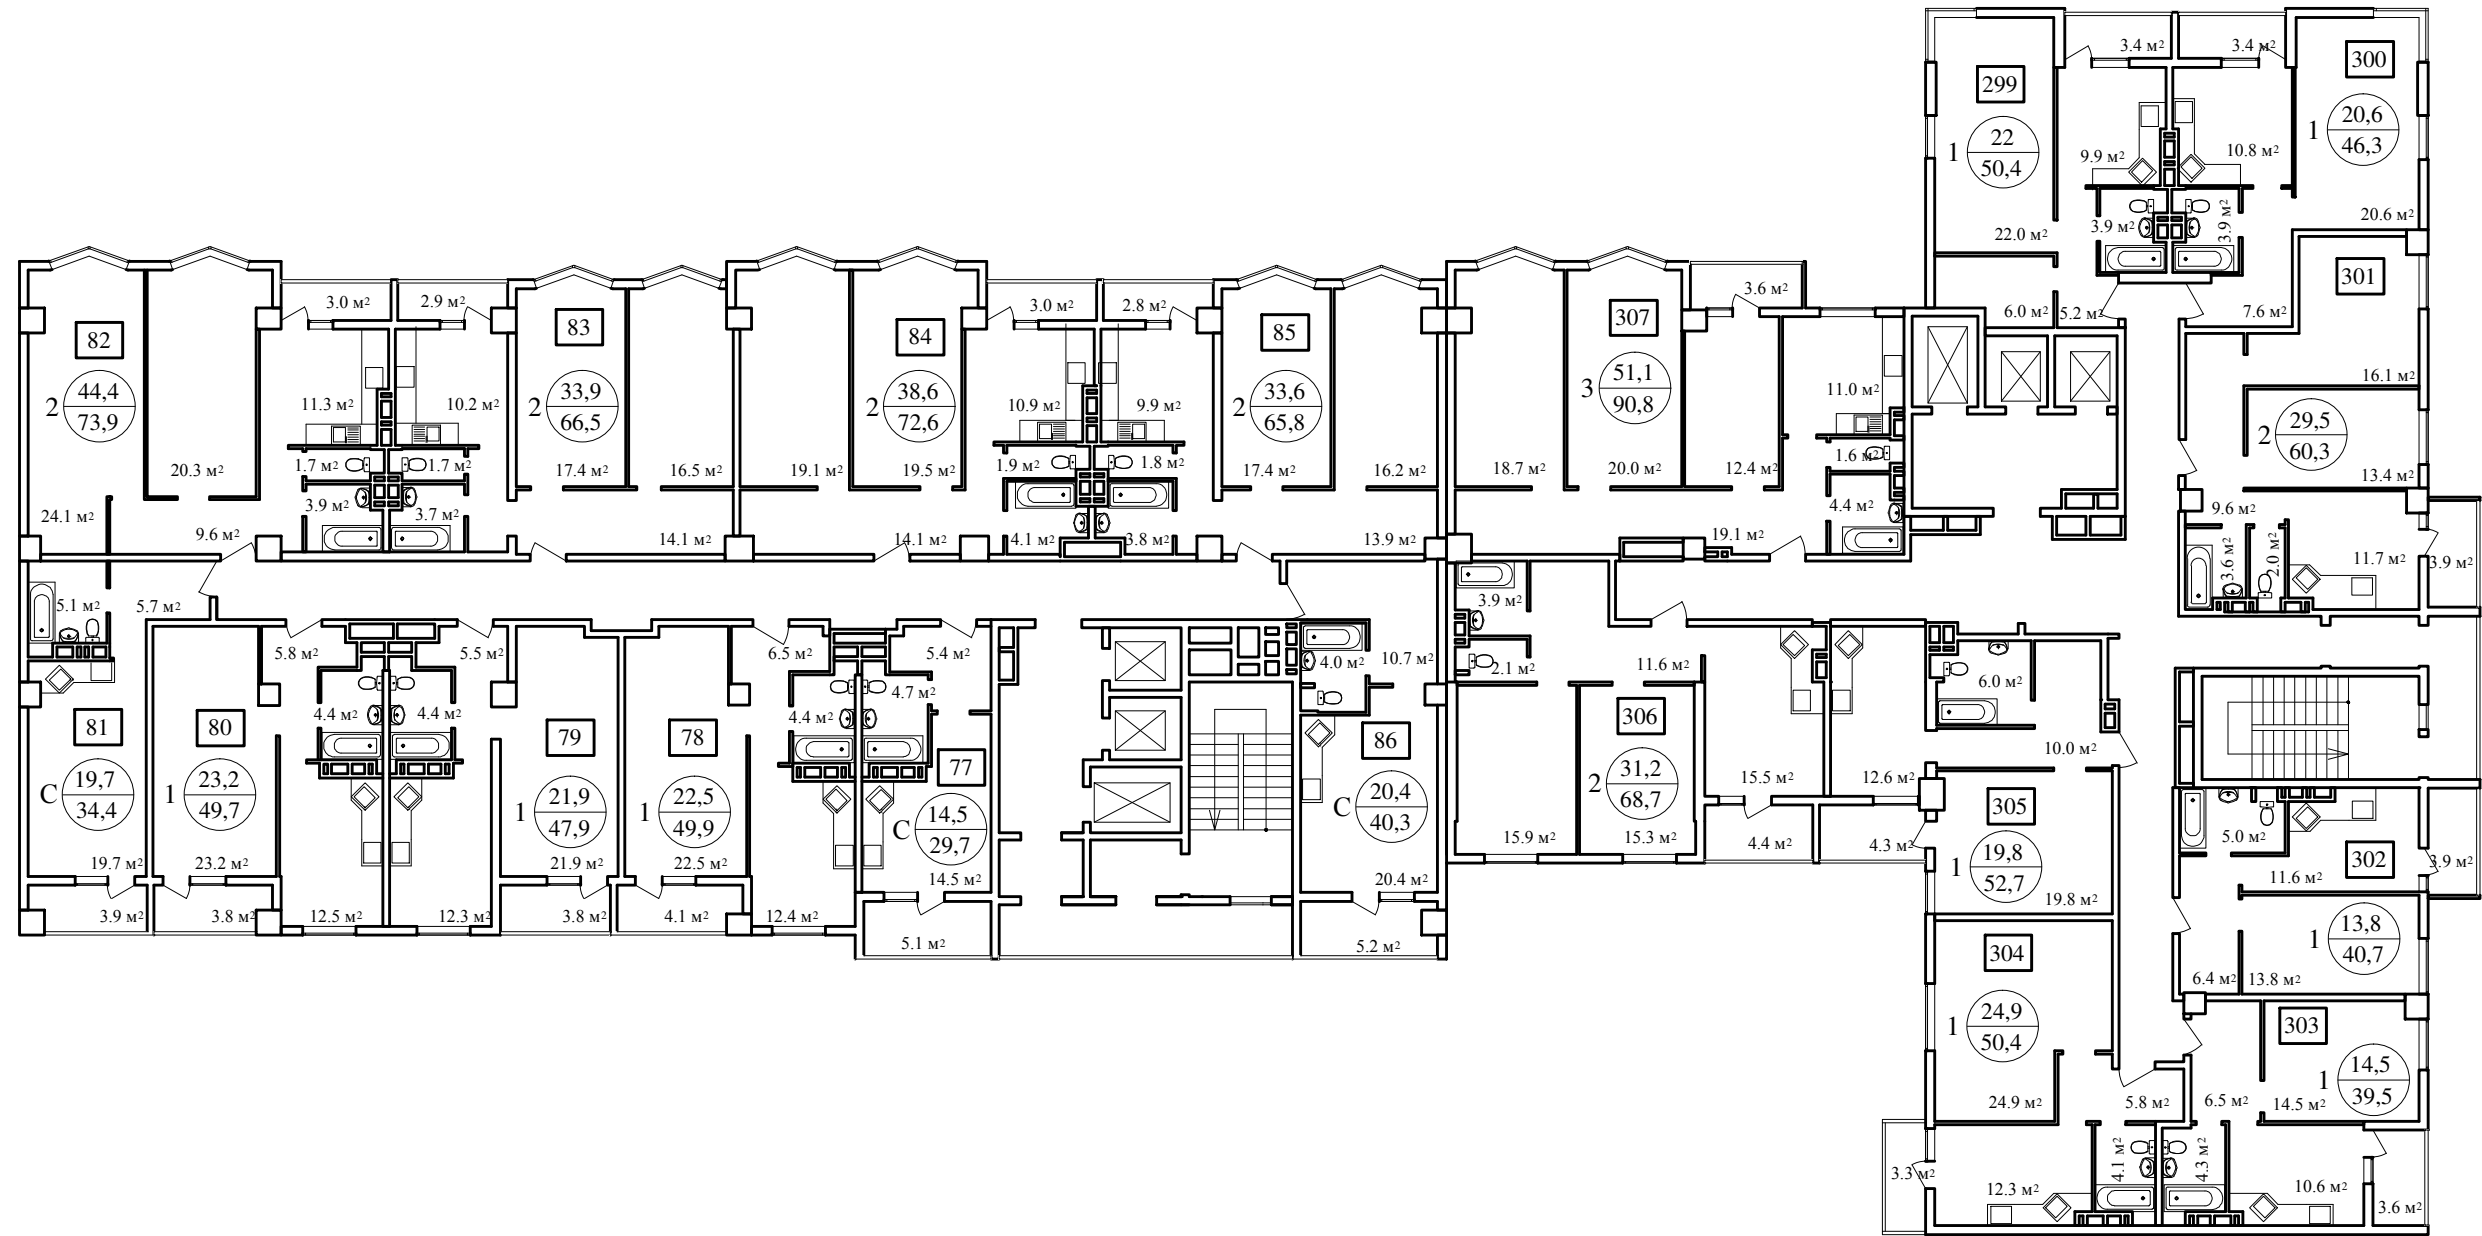 3.4 м²
3.4 м²
300
299
20,6
1
46,3
22
1
50,4
9.9 м²
10.8 м²
3.9 м²
3.9 м²
20.6 м²
22.0 м²
301
6.0 м²
5.2 м²
7.6 м²
16.1 м²
29,5
2
60,3
13.4 м²
9.6 м²
3.6 м²
2.0 м²
11.7 м²
3.9 м²
82
44,4
2
73,9
20.3 м²
24.1 м²
9.6 м²
3.0 м²
2.9 м²
11.3 м²
10.2 м²
1.7 м²
1.7 м²
3.9 м²
3.7 м²
83
33,9
2
66,5
17.4 м²
16.5 м²
14.1 м²
84
38,6
2
72,6
19.1 м²
19.5 м²
14.1 м²
3.0 м²
2.8 м²
10.9 м²
9.9 м²
1.9 м²
1.8 м²
4.1 м²
3.8 м²
85
33,6
2
65,8
17.4 м²
16.2 м²
13.9 м²
307
51,1
3
90,8
3.6 м²
11.0 м²
18.7 м²
20.0 м²
12.4 м²
1.6 м²
4.4 м²
19.1 м²
5.1 м²
5.7 м²
81
19,7
С
34,4
19.7 м²
3.9 м²
80
23,2
1
49,7
5.8 м²
4.4 м²
23.2 м²
3.8 м²
12.5 м²
5.5 м²
4.4 м²
79
21,9
1
47,9
21.9 м²
12.3 м²
3.8 м²
78
22,5
1
49,9
6.5 м²
4.4 м²
22.5 м²
4.1 м²
12.4 м²
5.4 м²
4.7 м²
77
14,5
С
29,7
14.5 м²
5.1 м²
4.0 м²
10.7 м²
86
20,4
С
40,3
20.4 м²
5.2 м²
3.9 м²
2.1 м²
11.6 м²
306
31,2
2
68,7
15.5 м²
15.9 м²
15.3 м²
4.4 м²
6.0 м²
10.0 м²
12.6 м²
305
19,8
1
52,7
4.3 м²
19.8 м²
5.0 м²
302
11.6 м²
3.9 м²
13,8
1
40,7
6.4 м²
13.8 м²
304
24,9
1
50,4
24.9 м²
5.8 м²
3.3 м²
12.3 м²
4.1 м²
303
14,5
1
39,5
6.5 м²
14.5 м²
4.3 м²
10.6 м²
3.6 м²